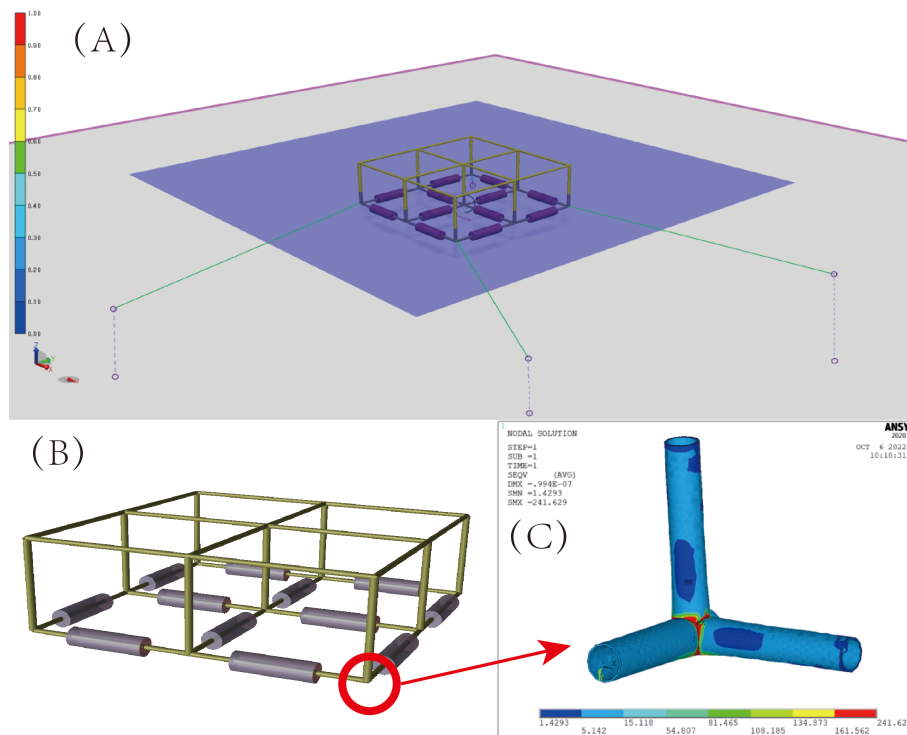 (A)
1.00
0.90
0.80
0.70
0.60
0.50
0.40
0.30
0.20
0.10
0.00
Z
Y
X
(B)
1
NODAL SOLUTION
STEP=1
SUB =1
TIME=1
SEQV (AVG)
DMX =.994E-07
SMN =1.4293
SMX =241.629
ANSY
2020
OCT 6 2022
10:18:31
(C)
1.4293 15.118 81.465 134.873 241.62
5.142 54.807 108.185 161.562